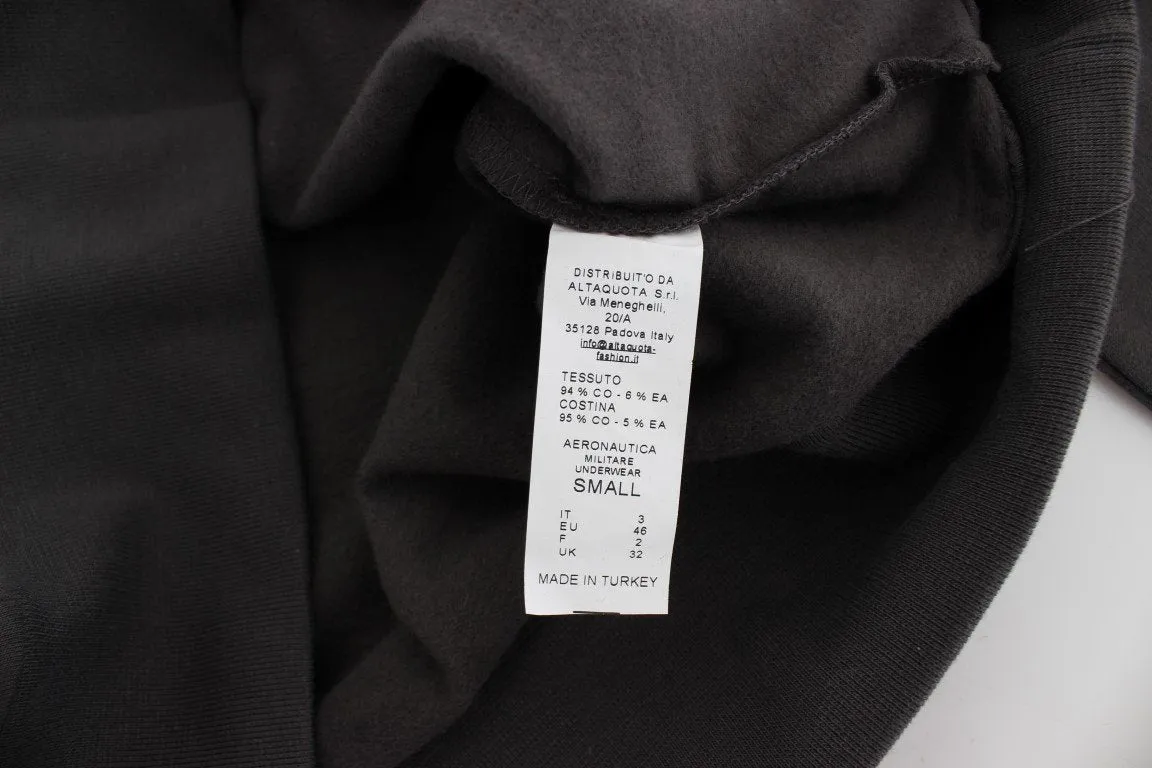 DISTRIBUIT'O DA
ALTAQUOTA S.r.l.
Via Meneghelli,
20/A
35128 Padova Italy
info@altaquota-
fashion.it
TESSUTO
94 % CO - 6 % EA
COSTINA
95 % CO - 5 % EA
AERONAUTICA
MILITARE
UNDERWEAR
SMALL
IT 3
EU 46
F 2
UK 32
MADE IN TURKEY